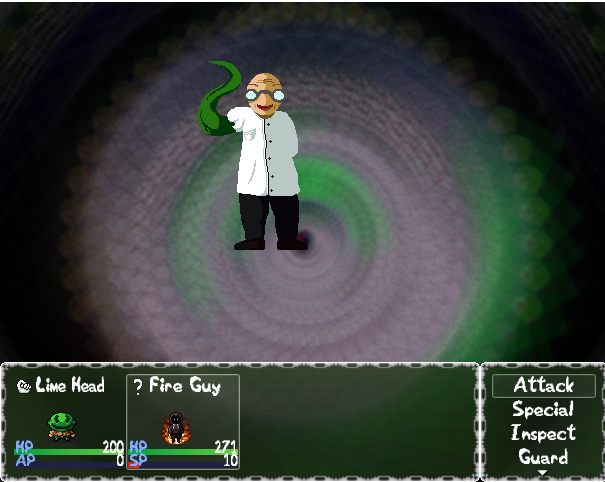 Lime Head
? Fire Guy
HP 200
AP 0
HP 271
SP 10
Attack
Special
Inspect
Guard